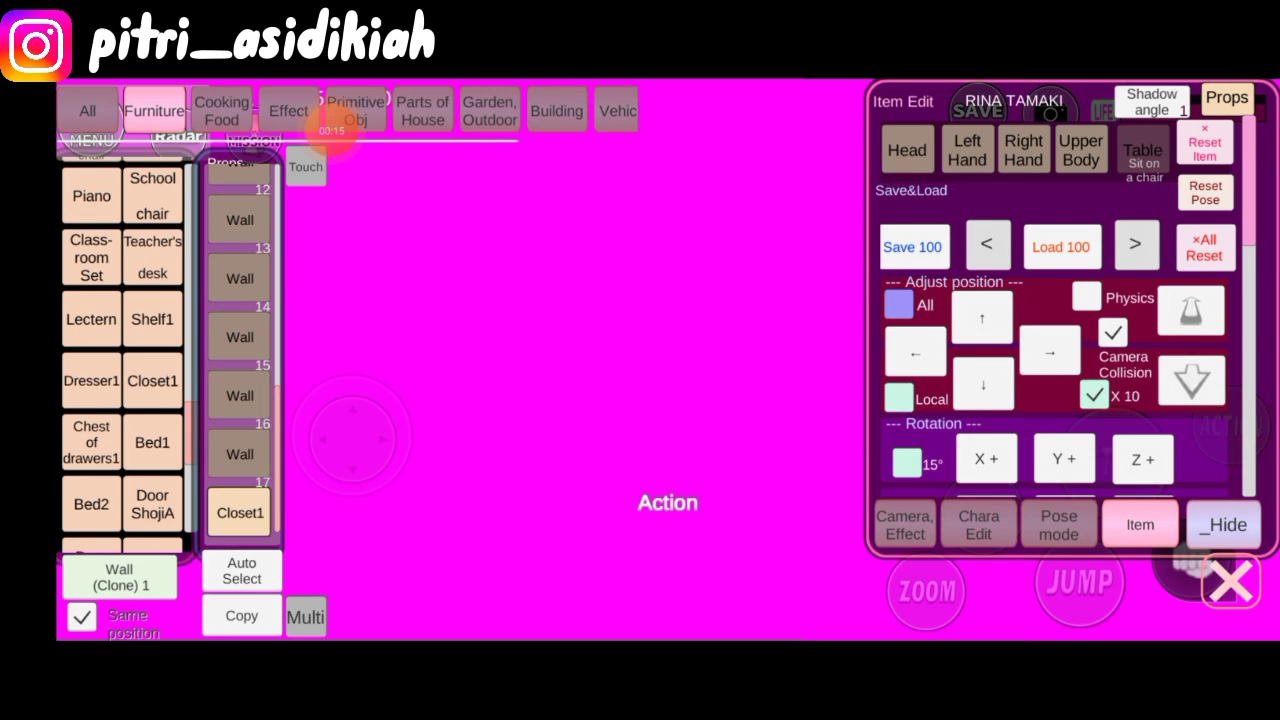 pitri_asidikiah
All
Furniture
Cooking
Food
Effect
Primitive
Obj
Parts of
House
Garden,
Outdoor
Building
Vehic
00:15
MENU
Radar
MISSION
Touch
Piano
School
chair
Class-
room
Set
Teacher's
desk
Lectern
Shelf1
Dresser1
Closet1
Chest
of
drawers1
Bed1
Bed2
Door
ShojiA
Wall
(Clone) 1
Same
position
Props...
12
Wall
13
Wall
14
Wall
15
Wall
16
Wall
17
Closet1
Auto
Select
Copy
Multi
Action
Item Edit
RINA TAMAKI
SAVE
LIFE
Shadow
angle 1
Props
Head
Left
Hand
Right
Hand
Upper
Body
Table
Sit on
a chair
×
Reset
Item
Save&Load
Reset
Pose
Save 100
<
Load 100
>
×All
Reset
--- Adjust position ---
All
↑
Physics
←
→
Camera
Collision
Local
↓
X 10
--- Rotation ---
15°
X +
Y +
Z +
Camera,
Effect
Chara
Edit
Pose
mode
Item
_Hide
ACTION
ZOOM
JUMP